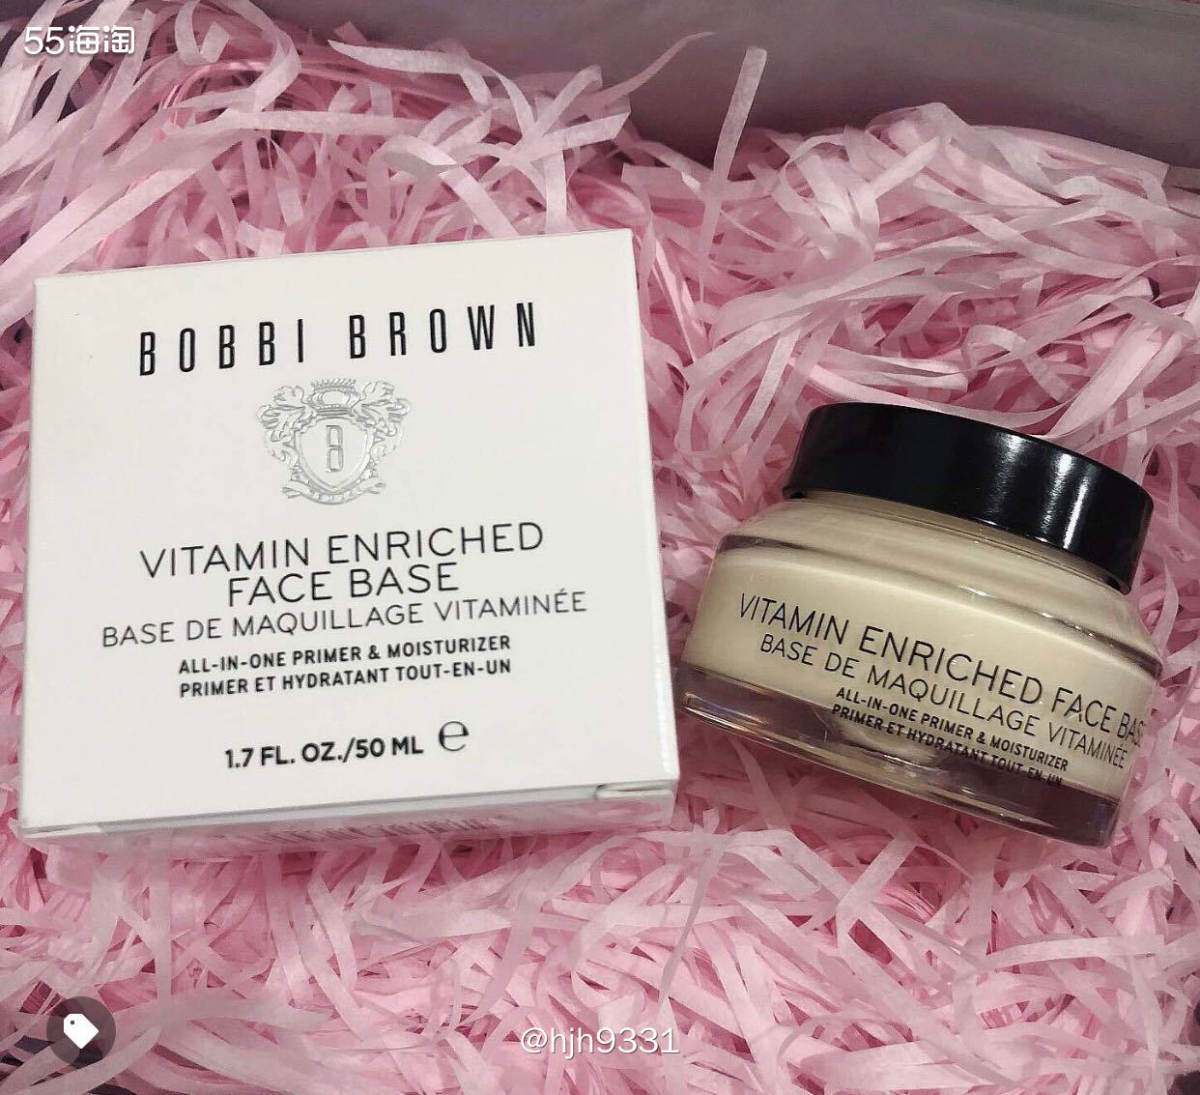 55海淘
BOBBI BROWN
B
VITAMIN ENRICHED
FACE BASE
BASE DE MAQUILLAGE VITAMINÉE
ALL-IN-ONE PRIMER & MOISTURIZER
PRIMER ET HYDRATANT TOUT-EN-UN
1.7 FL. OZ./50 ML ℮
VITAMIN ENRICHED FACE BASE
BASE DE MAQUILLAGE VITAMINÉE
ALL-IN-ONE PRIMER & MOISTURIZER
PRIMER ET HYDRATANT TOUT-EN-UN
@hjh9331